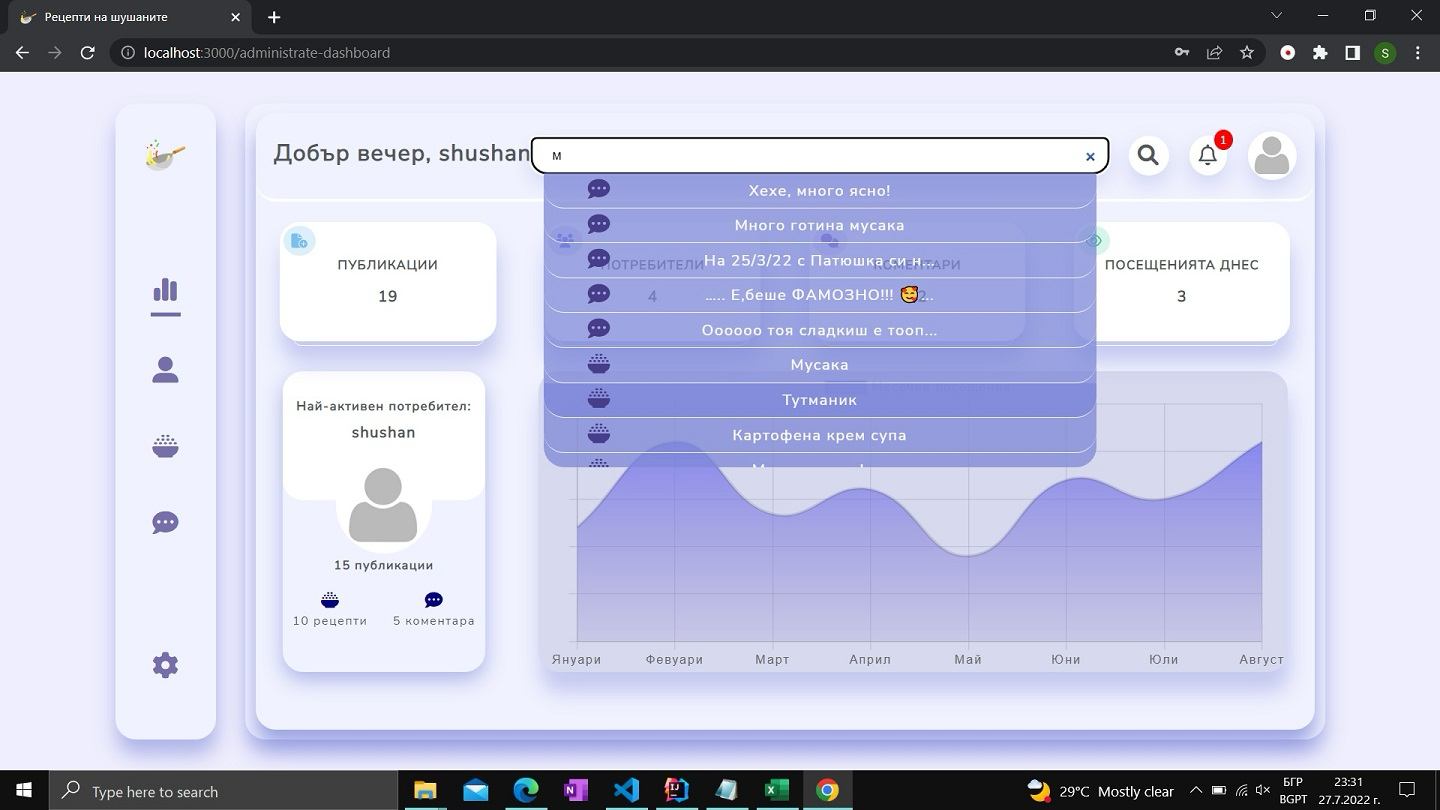 Рецепти на шушаните
localhost:3000/administrate-dashboard
S
Добър вечер, shushan
м
1
Хехе, много ясно!
Много готина мусака
На 25/3/22 с Патюшка си н...
..... Е,беше ФАМОЗНО!!! 🥰..
Оооооо тоя сладкиш е тооп...
Мусака
Тутманик
Картофена крем супа
ПУБЛИКАЦИИ
19
ПОТРЕБИТЕЛИ
4
КОМЕНТАРИ
ПОСЕЩЕНИЯТА ДНЕС
3
Най-активен потребител:
shushan
15 публикации
10 рецепти
5 коментара
Януари Февуари Март Април Май Юни Юли Август
Type here to search
29°C Mostly clear
БГР
BGPT
23:31
27.7.2022 г.